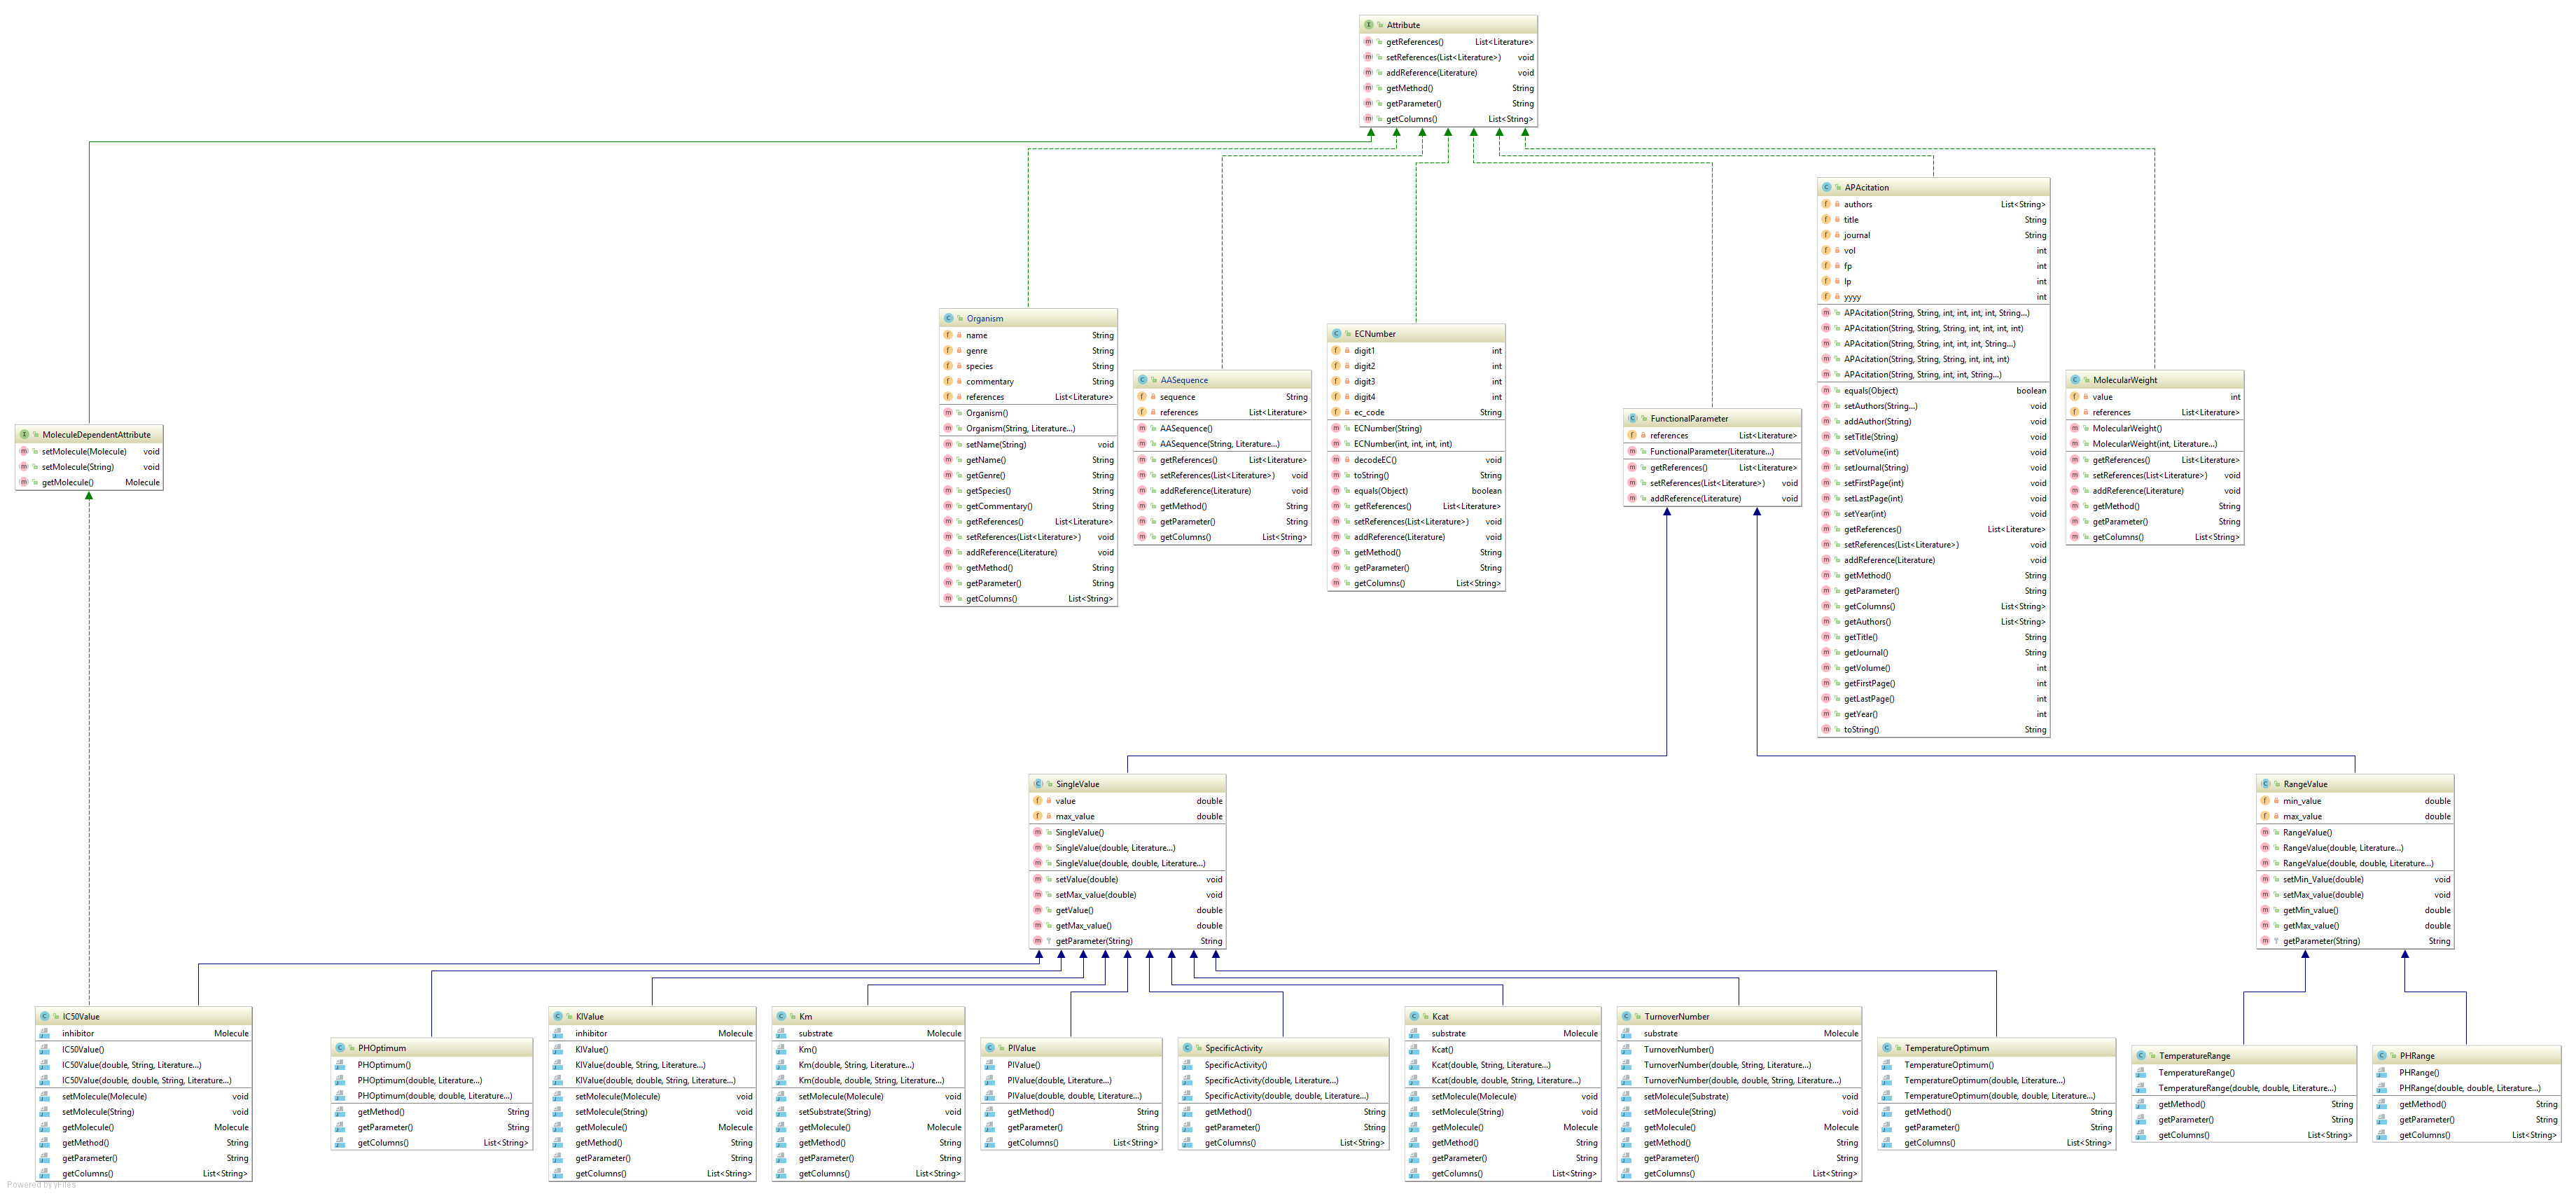 Attribute
getReferences() List<Literature>
setReferences(List<Literature>) void
addReference(Literature) void
getMethod() String
getParameter() String
getColumns() List<String>
MoleculeDependentAttribute
setMolecule(Molecule) void
setMolecule(String) void
getMolecule() Molecule
Organism
name String
genre String
species String
commentary String
references List<Literature>
Organism()
Organism(String, Literature...)
setName(String) void
getName() String
getGenre() String
getSpecies() String
getCommentary() String
getReferences() List<Literature>
setReferences(List<Literature>) void
addReference(Literature) void
getMethod() String
getParameter() String
getColumns() List<String>
AASequence
sequence String
references List<Literature>
AASequence()
AASequence(String, Literature...)
getReferences() List<Literature>
setReferences(List<Literature>) void
addReference(Literature) void
getMethod() String
getParameter() String
getColumns() List<String>
ECNumber
digit1 int
digit2 int
digit3 int
digit4 int
ec_code String
ECNumber(String)
ECNumber(int, int, int, int)
decodeEC() void
toString() String
equals(Object) boolean
getReferences() List<Literature>
setReferences(List<Literature>) void
addReference(Literature) void
getMethod() String
getParameter() String
getColumns() List<String>
FunctionalParameter
references List<Literature>
FunctionalParameter(Literature...)
getReferences() List<Literature>
setReferences(List<Literature>) void
addReference(Literature) void
APAcitation
authors List<String>
title String
journal String
vol int
fp int
lp int
yyyy int
APAcitation(String, String, int, int, int, int, String...)
APAcitation(String, String, String, int, int, int, int)
APAcitation(String, String, int, int, int, String...)
APAcitation(String, String, String, int, int, int)
APAcitation(String, String, int, int, String...)
equals(Object) boolean
setAuthors(String...) void
addAuthor(String) void
setTitle(String) void
setVolume(int) void
setJournal(String) void
setFirstPage(int) void
setLastPage(int) void
setYear(int) void
getReferences() List<Literature>
setReferences(List<Literature>) void
addReference(Literature) void
getMethod() String
getParameter() String
getColumns() List<String>
getAuthors() List<String>
getTitle() String
getJournal() String
getVolume() int
getFirstPage() int
getLastPage() int
getYear() int
toString() String
MolecularWeight
value int
references List<Literature>
MolecularWeight()
MolecularWeight(int, Literature...)
getReferences() List<Literature>
setReferences(List<Literature>) void
addReference(Literature) void
getMethod() String
getParameter() String
getColumns() List<String>
SingleValue
value double
max_value double
SingleValue()
SingleValue(double, Literature...)
SingleValue(double, double, Literature...)
setValue(double) void
setMax_value(double) void
getValue() double
getMax_value() double
getParameter(String) String
RangeValue
min_value double
max_value double
RangeValue()
RangeValue(double, Literature...)
RangeValue(double, double, Literature...)
setMin_Value(double) void
setMax_value(double) void
getMin_value() double
getMax_value() double
getParameter(String) String
IC50Value
inhibitor Molecule
IC50Value()
IC50Value(double, String, Literature...)
IC50Value(double, double, String, Literature...)
setMolecule(Molecule) void
setMolecule(String) void
getMolecule() Molecule
getMethod() String
getParameter() String
getColumns() List<String>
PHOptimum
PHOptimum()
PHOptimum(double, Literature...)
PHOptimum(double, double, Literature...)
getMethod() String
getParameter() String
getColumns() List<String>
KIValue
inhibitor Molecule
KIValue()
KIValue(double, String, Literature...)
KIValue(double, double, String, Literature...)
setMolecule(Molecule) void
setMolecule(String) void
getMolecule() Molecule
getMethod() String
getParameter() String
getColumns() List<String>
Km
substrate Molecule
Km()
Km(double, String, Literature...)
Km(double, double, String, Literature...)
setMolecule(Molecule) void
setSubstrate(String) void
getMolecule() Molecule
getMethod() String
getParameter() String
getColumns() List<String>
PIValue
PIValue()
PIValue(double, Literature...)
PIValue(double, double, Literature...)
getMethod() String
getParameter() String
getColumns() List<String>
SpecificActivity
SpecificActivity()
SpecificActivity(double, Literature...)
SpecificActivity(double, double, Literature...)
getMethod() String
getParameter() String
getColumns() List<String>
Kcat
substrate Molecule
Kcat()
Kcat(double, String, Literature...)
Kcat(double, double, String, Literature...)
setMolecule(Molecule) void
setMolecule(String) void
getMolecule() Molecule
getMethod() String
getParameter() String
getColumns() List<String>
TurnoverNumber
substrate Molecule
TurnoverNumber()
TurnoverNumber(double, String, Literature...)
TurnoverNumber(double, double, String, Literature...)
setMolecule(Substrate) void
setMolecule(String) void
getMolecule() Molecule
getMethod() String
getParameter() String
getColumns() List<String>
TemperatureOptimum
TemperatureOptimum()
TemperatureOptimum(double, Literature...)
TemperatureOptimum(double, double, Literature...)
getMethod() String
getParameter() String
getColumns() List<String>
TemperatureRange
TemperatureRange()
TemperatureRange(double, double, Literature...)
getMethod() String
getParameter() String
getColumns() List<String>
PHRange
PHRange()
PHRange(double, double, Literature...)
getMethod() String
getParameter() String
getColumns() List<String>
Powered by yFiles